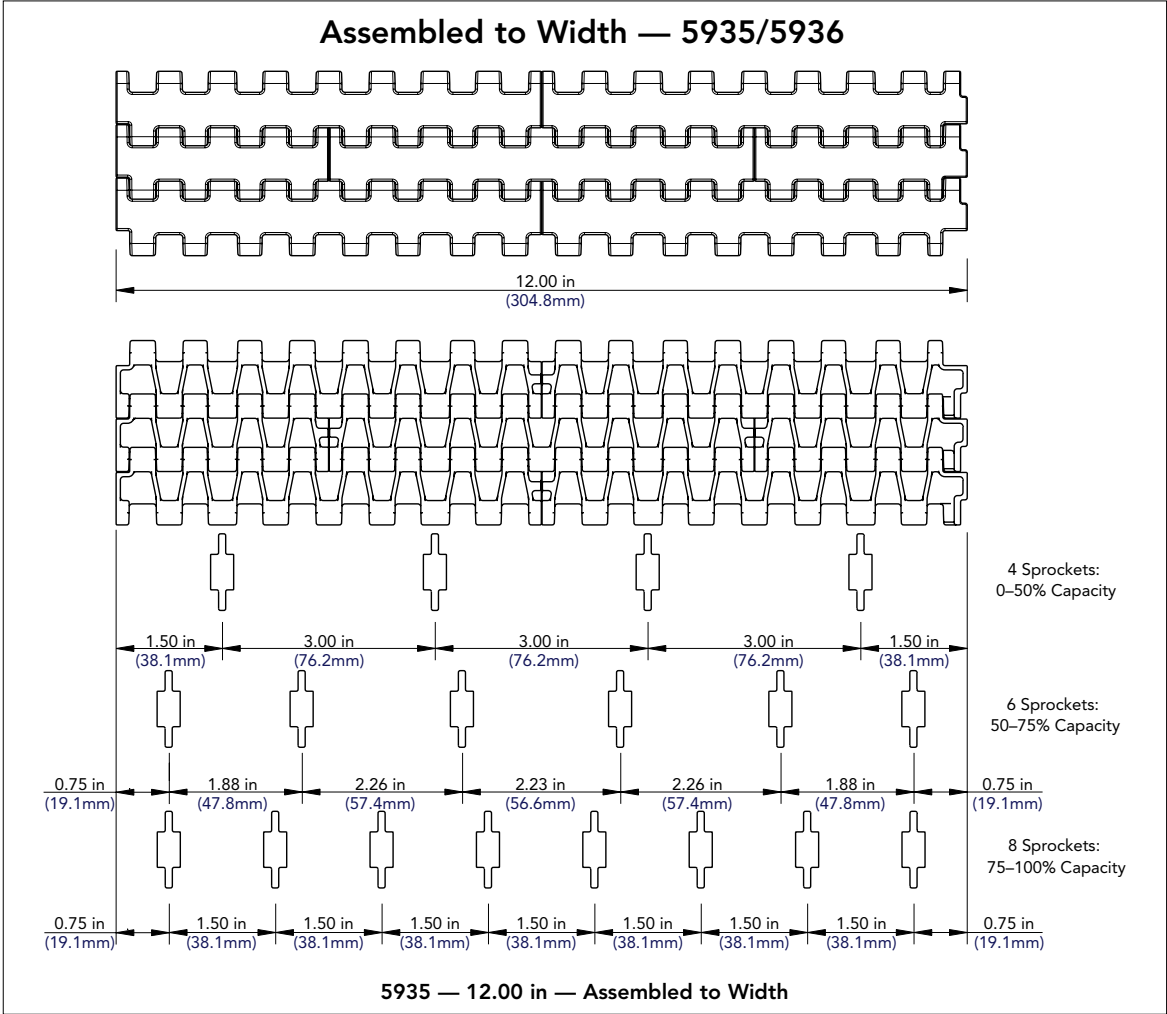 Assembled to Width — 5935/5936
12.00 in
(304.8mm)
4 Sprockets:
0–50% Capacity
1.50 in 3.00 in 3.00 in 3.00 in 1.50 in
(38.1mm) (76.2mm) (76.2mm) (76.2mm) (38.1mm)
6 Sprockets:
50–75% Capacity
0.75 in 1.88 in 2.26 in 2.23 in 2.26 in 1.88 in 0.75 in
(19.1mm) (47.8mm) (57.4mm) (56.6mm) (57.4mm) (47.8mm) (19.1mm)
8 Sprockets:
75–100% Capacity
0.75 in 1.50 in 1.50 in 1.50 in 1.50 in 1.50 in 1.50 in 1.50 in 0.75 in
(19.1mm) (38.1mm) (38.1mm) (38.1mm) (38.1mm) (38.1mm) (38.1mm) (38.1mm) (19.1mm)
5935 — 12.00 in — Assembled to Width